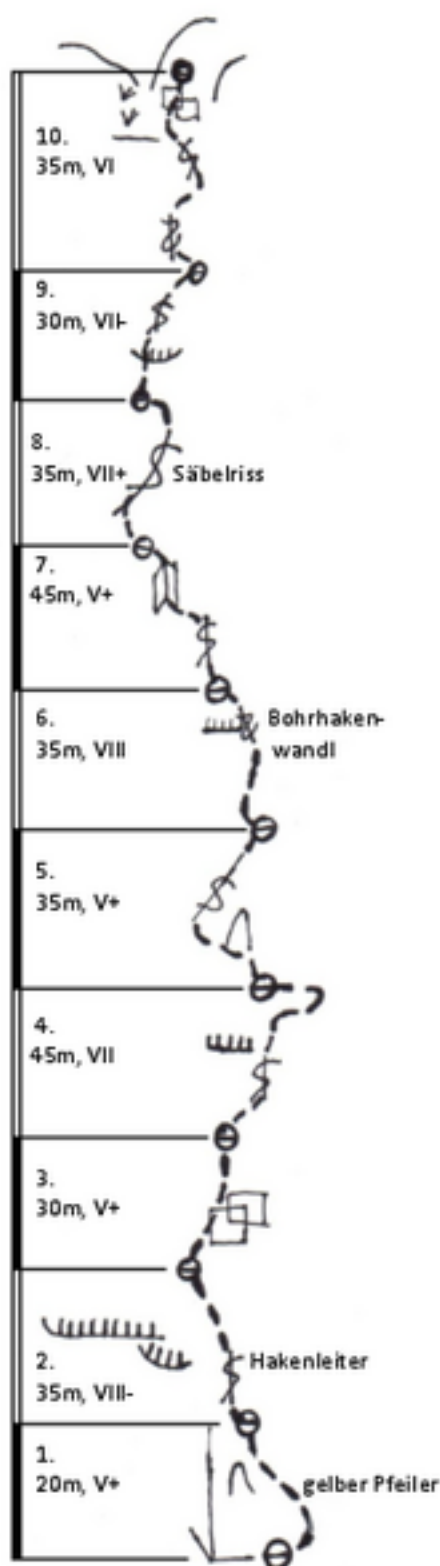 10.
35m, VI
9.
30m, VII-
8.
35m, VII+ Säbelriss
7.
45m, V+
6. Bohrhaken-
35m, VIII wandl
5.
35m, V+
4.
45m, VII
3.
30m, V+
Hakenleiter
2.
35m, VIII-
1.
20m, V+ gelber Pfeiler